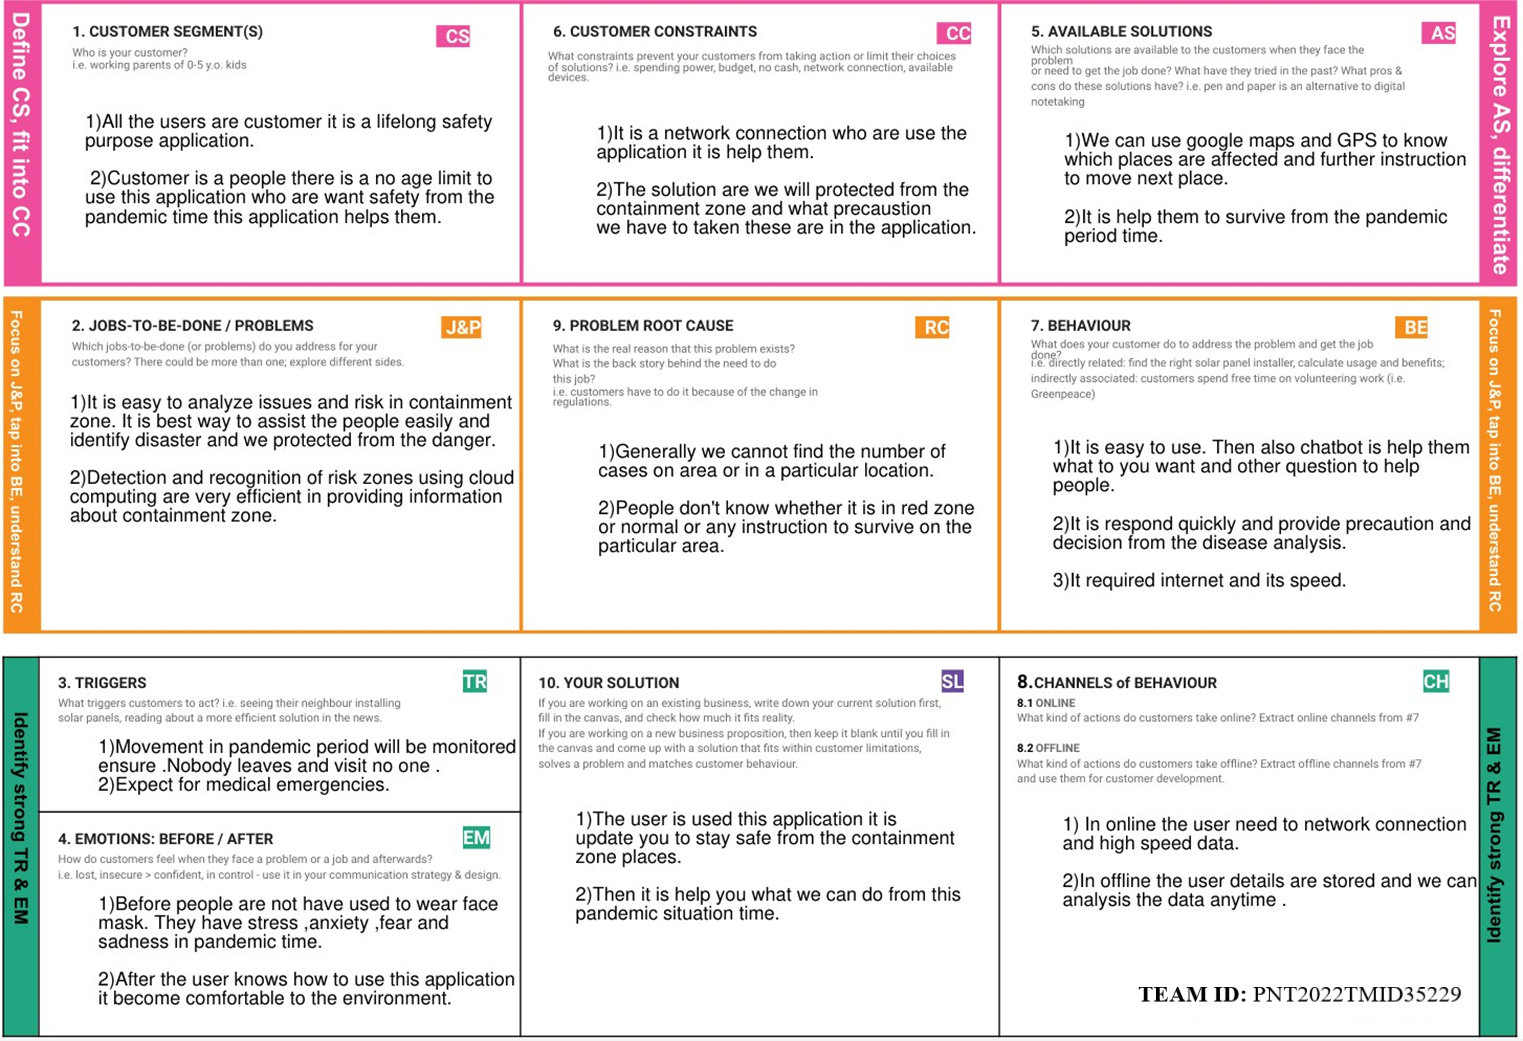 Define CS, fit into CC
1. CUSTOMER SEGMENT(S)
CS
Who is your customer?
i.e. working parents of 0-5 y.o. kids
1)All the users are customer it is a lifelong safety
purpose application.
2)Customer is a people there is a no age limit to
use this application who are want safety from the
pandemic time this application helps them.
6. CUSTOMER CONSTRAINTS
CC
What constraints prevent your customers from taking action or limit their choices
of solutions? i.e. spending power, budget, no cash, network connection, available
devices.
1)It is a network connection who are use the
application it is help them.
2)The solution are we will protected from the
containment zone and what precaustion
we have to taken these are in the application.
5. AVAILABLE SOLUTIONS
AS
Which solutions are available to the customers when they face the
problem
or need to get the job done? What have they tried in the past? What pros &
cons do these solutions have? i.e. pen and paper is an alternative to digital
notetaking
1)We can use google maps and GPS to know
which places are affected and further instruction
to move next place.
2)It is help them to survive from the pandemic
period time.
Explore AS, differentiate
Focus on J&P, tap into BE, understand RC
2. JOBS-TO-BE-DONE / PROBLEMS
J&P
Which jobs-to-be-done (or problems) do you address for your
customers? There could be more than one; explore different sides.
1)It is easy to analyze issues and risk in containment
zone. It is best way to assist the people easily and
identify disaster and we protected from the danger.
2)Detection and recognition of risk zones using cloud
computing are very efficient in providing information
about containment zone.
9. PROBLEM ROOT CAUSE
RC
What is the real reason that this problem exists?
What is the back story behind the need to do
this job?
i.e. customers have to do it because of the change in
regulations.
1)Generally we cannot find the number of
cases on area or in a particular location.
2)People don't know whether it is in red zone
or normal or any instruction to survive on the
particular area.
7. BEHAVIOUR
BE
What does your customer do to address the problem and get the job
done?
i.e. directly related: find the right solar panel installer, calculate usage and benefits;
indirectly associated: customers spend free time on volunteering work (i.e.
Greenpeace)
1)It is easy to use. Then also chatbot is help them
what to you want and other question to help
people.
2)It is respond quickly and provide precaution and
decision from the disease analysis.
3)It required internet and its speed.
Focus on J&P, tap into BE, understand RC
Identify strong TR & EM
3. TRIGGERS
TR
What triggers customers to act? i.e. seeing their neighbour installing
solar panels, reading about a more efficient solution in the news.
1)Movement in pandemic period will be monitored
ensure .Nobody leaves and visit no one .
2)Expect for medical emergencies.
4. EMOTIONS: BEFORE / AFTER
EM
How do customers feel when they face a problem or a job and afterwards?
i.e. lost, insecure > confident, in control - use it in your communication strategy & design.
1)Before people are not have used to wear face
mask. They have stress ,anxiety ,fear and
sadness in pandemic time.
2)After the user knows how to use this application
it become comfortable to the environment.
10. YOUR SOLUTION
SL
If you are working on an existing business, write down your current solution first,
fill in the canvas, and check how much it fits reality.
If you are working on a new business proposition, then keep it blank until you fill in
the canvas and come up with a solution that fits within customer limitations,
solves a problem and matches customer behaviour.
1)The user is used this application it is
update you to stay safe from the containment
zone places.
2)Then it is help you what we can do from this
pandemic situation time.
8.CHANNELS of BEHAVIOUR
CH
8.1 ONLINE
What kind of actions do customers take online? Extract online channels from #7
8.2 OFFLINE
What kind of actions do customers take offline? Extract offline channels from #7
and use them for customer development.
1) In online the user need to network connection
and high speed data.
2)In offline the user details are stored and we can
analysis the data anytime .
TEAM ID: PNT2022TMID35229
Identify strong TR & EM